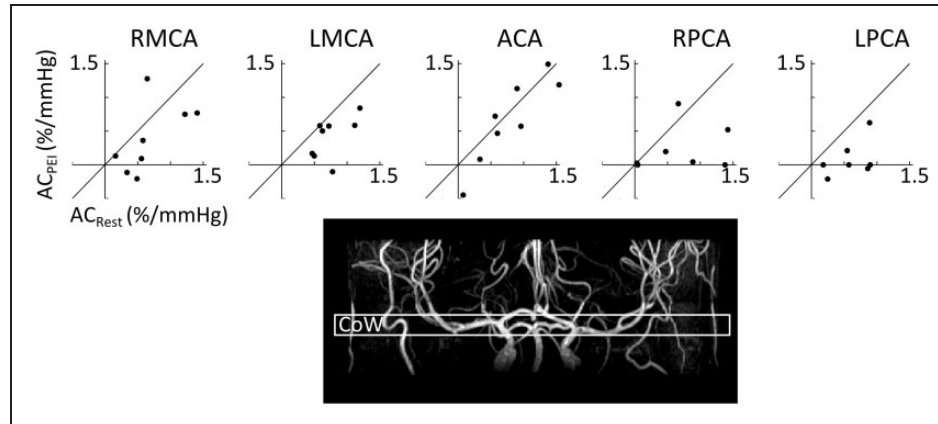 RMCA LMCA ACA RPCA LPCA
1.5 1.5 1.5 1.5 1.5
AC_PEI (%/mmHg)
1.5 1.5 1.5 1.5 1.5
AC_Rest (%/mmHg)
CoW